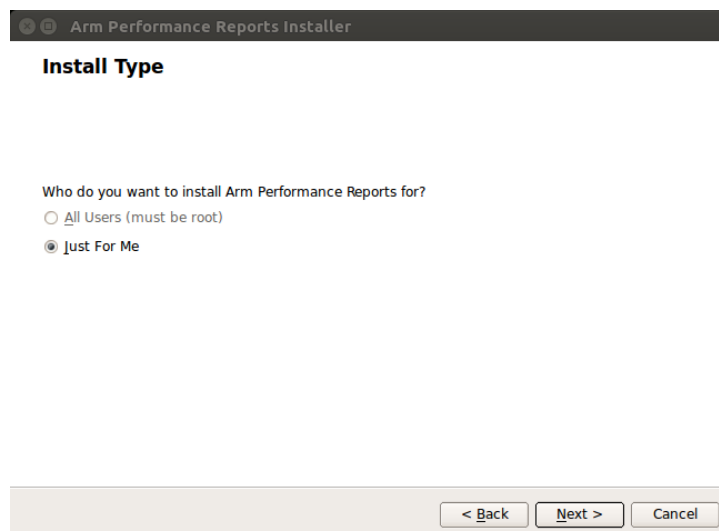 Arm Performance Reports Installer
Install Type
Who do you want to install Arm Performance Reports for?
All Users (must be root)
Just For Me
< Back Next > Cancel